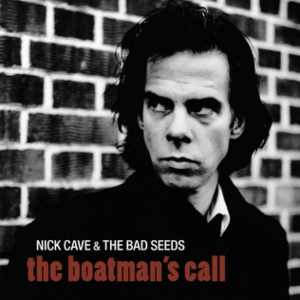 NICK CAVE & THE BAD SEEDS
the boatman's call